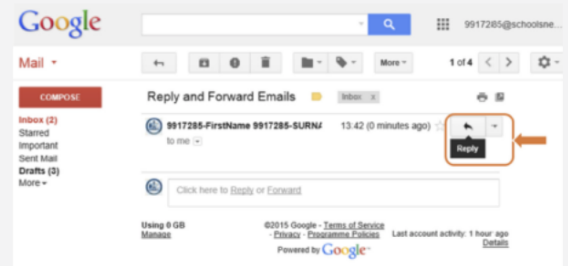 Google
9917285@schoolsne...
Mail
More
1 of 4
COMPOSE
Reply and Forward Emails
Inbox x
Inbox (2)
Starred
Important
Sent Mail
Drafts (3)
More
9917285-FirstName 9917285-SURNA
13:42 (0 minutes ago)
to me
Reply
Click here to Reply or Forward
Using 0 GB
Manage
©2015 Google - Terms of Service
- Privacy - Programme Policies
Powered by Google
Last account activity: 1 hour ago
Details